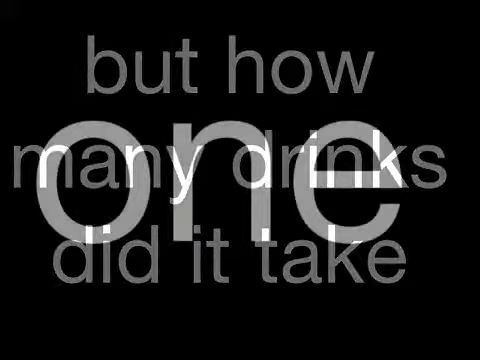 but how
many drinks
did it take
one